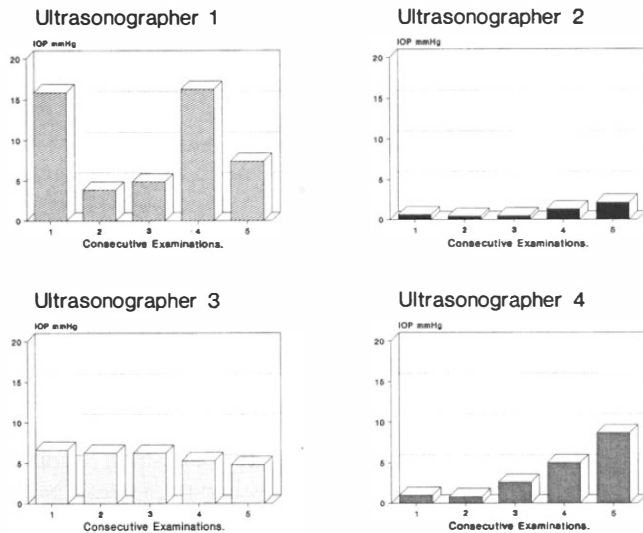 Ultrasonographer 1
IOP mmHg
20
15
10
5
0
1 2 3 4 5
Consecutive Examinations.
Ultrasonographer 2
IOP mmHg
20
15
10
5
0
1 2 3 4 5
Consecutive Examinations.
Ultrasonographer 3
IOP mmHg
20
15
10
5
0
1 2 3 4 5
Consecutive Examinations.
Ultrasonographer 4
IOP mmHg
20
15
10
5
0
1 2 3 4 5
Consecutive Examinations.